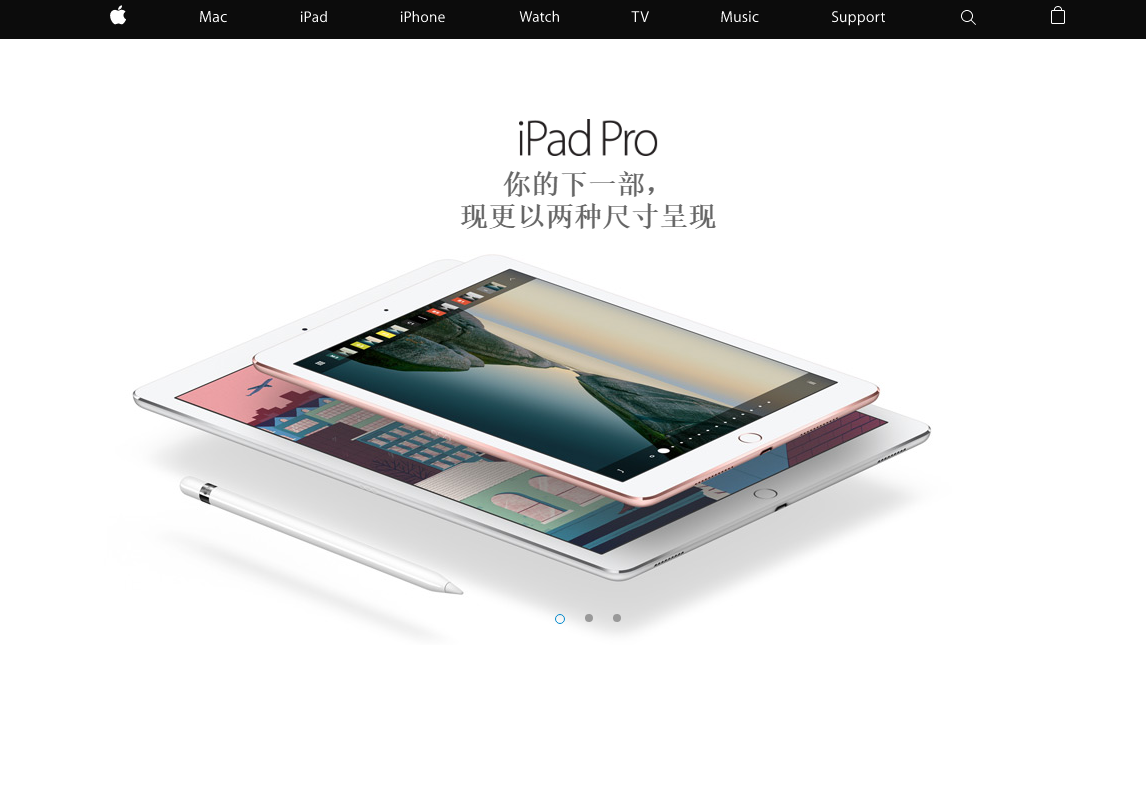 Mac
iPad
iPhone
Watch
TV
Music
Support
iPad Pro
你的下一部，
现更以两种尺寸呈现